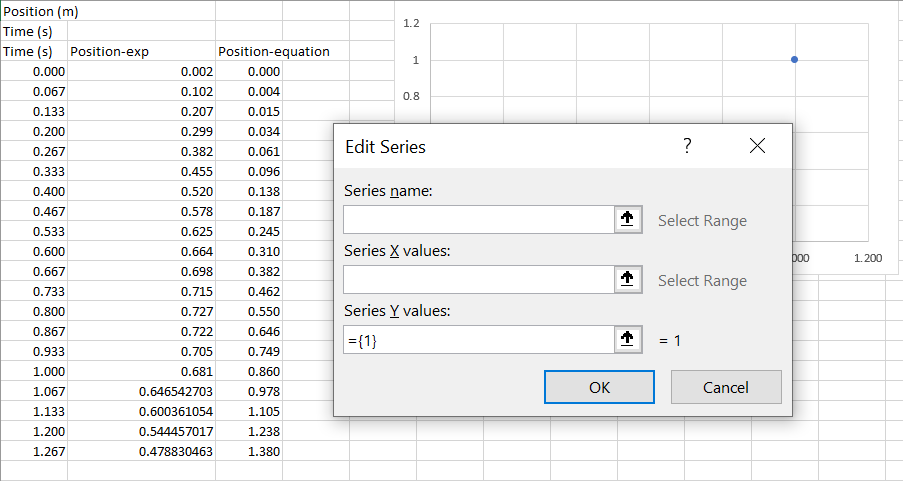 Position (m)
Time (s)
Time (s) Position-exp Position-equation
0.000 0.002 0.000
0.067 0.102 0.004
0.133 0.207 0.015
0.200 0.299 0.034
0.267 0.382 0.061
0.333 0.455 0.096
0.400 0.520 0.138
0.467 0.578 0.187
0.533 0.625 0.245
0.600 0.664 0.310
0.667 0.698 0.382
0.733 0.715 0.462
0.800 0.727 0.550
0.867 0.722 0.646
0.933 0.705 0.749
1.000 0.681 0.860
1.067 0.646542703 0.978
1.133 0.600361054 1.105
1.200 0.544457017 1.238
1.267 0.478830463 1.380
1.2
1
0.8
000 1.200
Edit Series ?
Series name:
Select Range
Series X values:
Select Range
Series Y values:
={1} = 1
OK Cancel